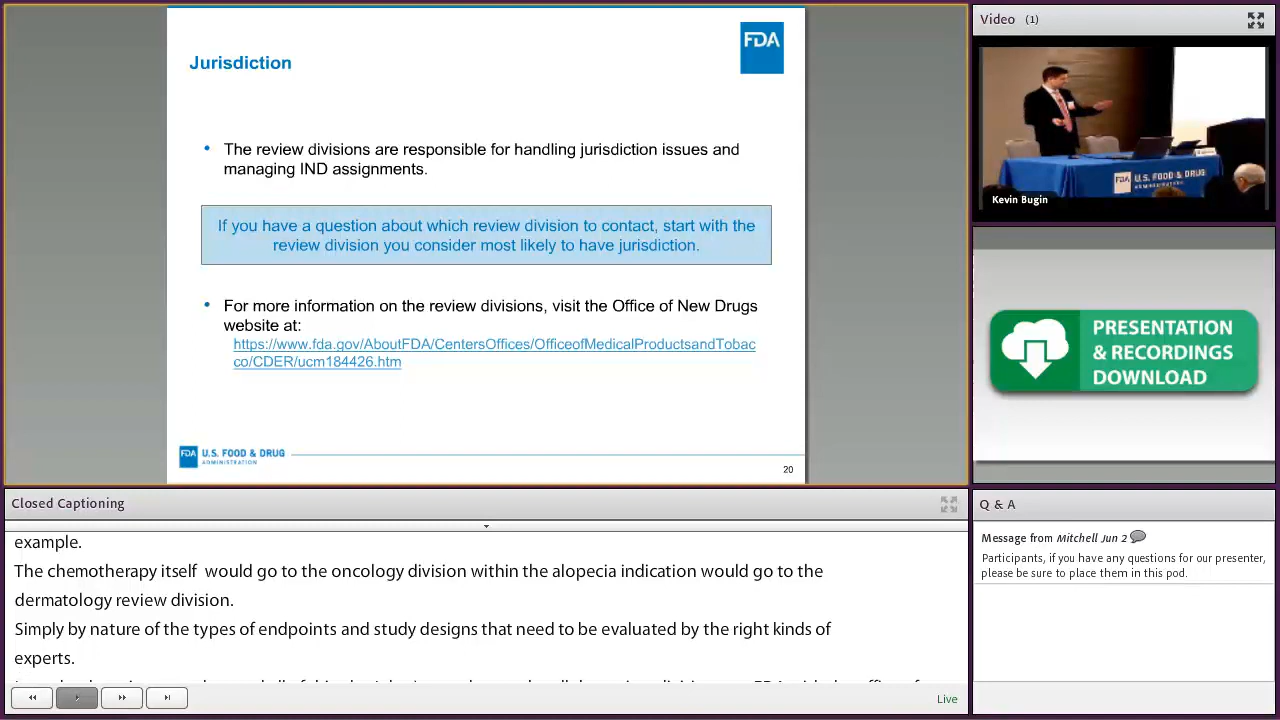 Jurisdiction
FDA
• The review divisions are responsible for handling jurisdiction issues and
managing IND assignments.
If you have a question about which review division to contact, start with the
review division you consider most likely to have jurisdiction.
• For more information on the review divisions, visit the Office of New Drugs
website at:
https://www.fda.gov/AboutFDA/CentersOffices/OfficeofMedicalProductsandTobac
co/CDER/ucm184426.htm
FDA U.S. FOOD & DRUG
ADMINISTRATION
20
Video (1)
FDA U.S. FOOD & DRUG
ADMINISTRATION
Kevin Bugin
PRESENTATION
& RECORDINGS
DOWNLOAD
Closed Captioning
example.
The chemotherapy itself would go to the oncology division within the alopecia indication would go to the
dermatology review division.
Simply by nature of the types of endpoints and study designs that need to be evaluated by the right kinds of
experts.
Live
Q & A
Message from Mitchell Jun 2
Participants, if you have any questions for our presenter,
please be sure to place them in this pod.